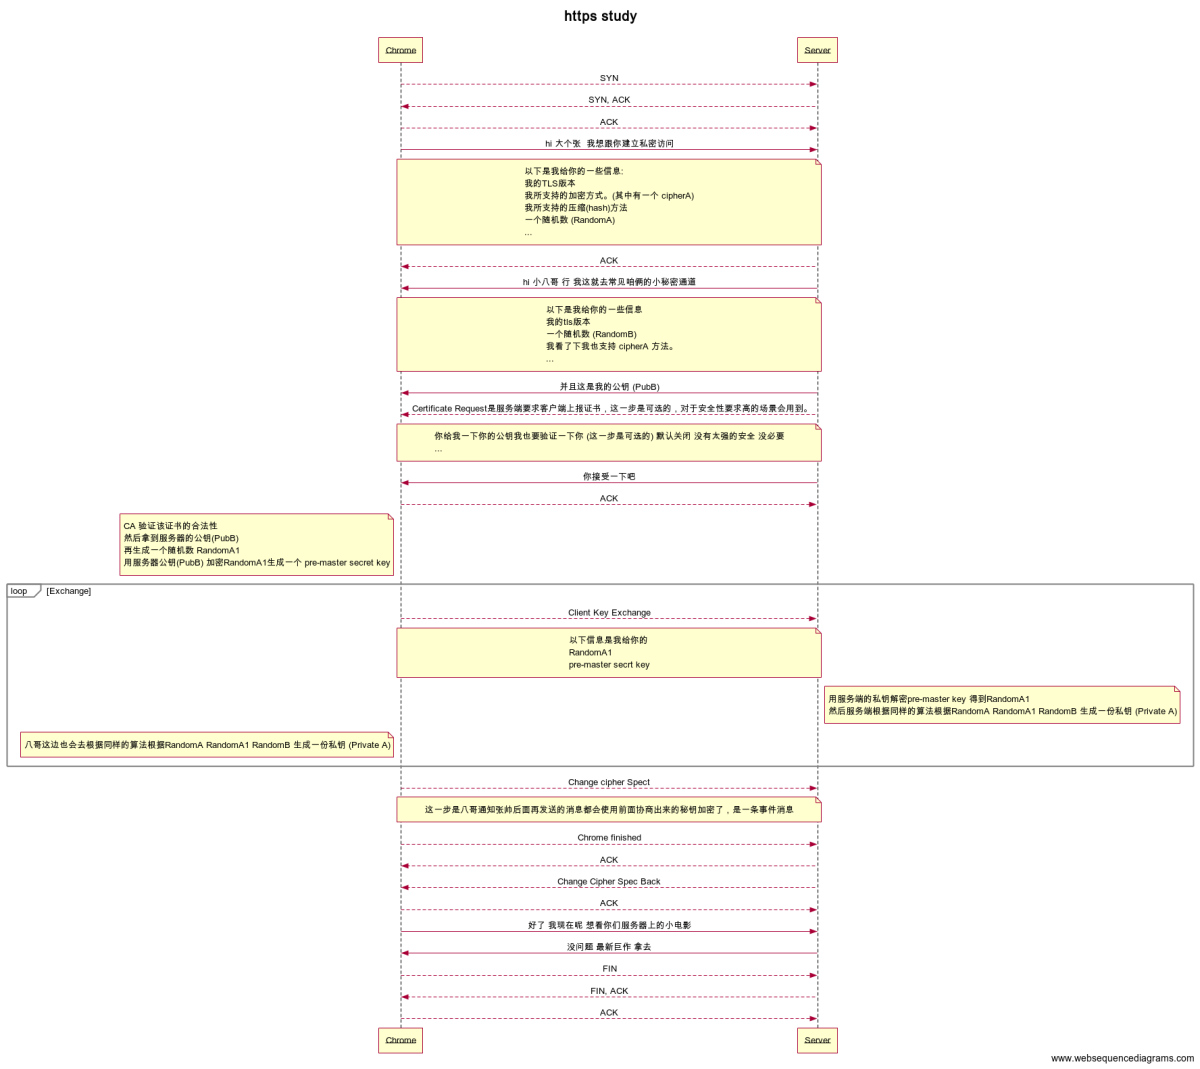 https study
Chrome
Server
SYN
SYN, ACK
ACK
hi 大个张 我想跟你建立私密访问
以下是我给你的一些信息:
我的TLS版本
我所支持的加密方式。(其中有一个 cipherA)
我所支持的压缩(hash)方法
一个随机数 (RandomA)
...
ACK
hi 小八哥 行 我这就去常见咱俩的小秘密通道
以下是我给你的一些信息
我的tls版本
一个随机数 (RandomB)
我看了下我也支持 cipherA 方法。
...
并且这是我的公钥 (PubB)
Certificate Request是服务端要求客户端上报证书，这一步是可选的，对于安全性要求高的场景会用到。
你给我一下你的公钥我也要验证一下你 (这一步是可选的) 默认关闭 没有太强的安全 没必要
...
你接受一下吧
ACK
CA 验证该证书的合法性
然后拿到服务器的公钥(PubB)
再生成一个随机数 RandomA1
用服务器公钥(PubB) 加密RandomA1生成一个 pre-master secret key
loop
[Exchange]
Client Key Exchange
以下信息是我给你的
RandomA1
pre-master secrt key
用服务端的私钥解密pre-master key 得到RandomA1
然后服务端根据同样的算法根据RandomA RandomA1 RandomB 生成一份私钥 (Private A)
八哥这边也会去根据同样的算法根据RandomA RandomA1 RandomB 生成一份私钥 (Private A)
Change cipher Spect
这一步是八哥通知张帅后面再发送的消息都会使用前面协商出来的秘钥加密了，是一条事件消息
Chrome finished
ACK
Change Cipher Spec Back
ACK
好了 我现在呢 想看你们服务器上的小电影
没问题 最新巨作 拿去
FIN
FIN, ACK
ACK
Chrome
Server
www.websequencediagrams.com